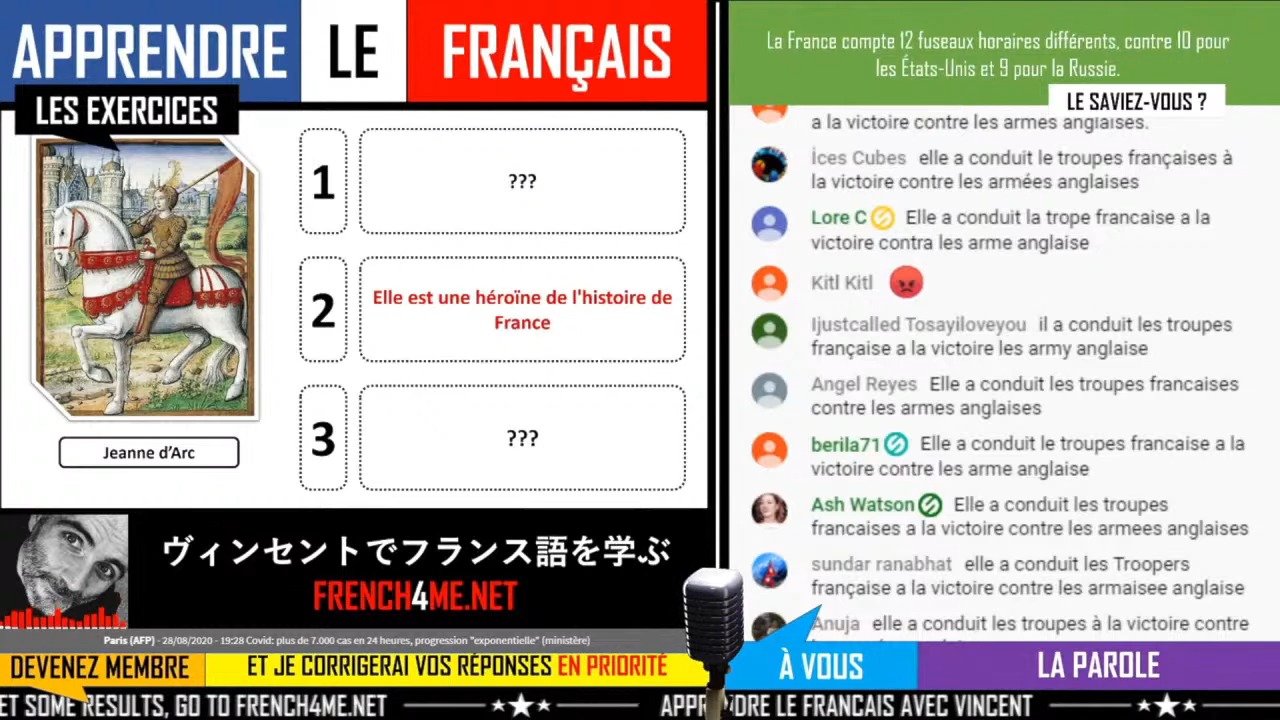 APPRENDRE LE FRANÇAIS
LES EXERCICES
1
???
2
Elle est une héroïne de l'histoire de
France
3
???
Jeanne d'Arc
ヴィンセントでフランス語を学ぶ
FRENCH4ME.NET
Paris (AFP) - 28/08/2020 - 19:28 Covid: plus de 7.000 cas en 24 heures, progression "exponentielle" (ministère)
DEVENEZ MEMBRE
ET JE CORRIGERAI VOS RÉPONSES EN PRIORITÉ
La France compte 12 fuseaux horaires différents, contre 10 pour
les États-Unis et 9 pour la Russie.
LE SAVIEZ-VOUS ?
a la victoire contre les armes anglaises.
İces Cubes elle a conduit le troupes françaises à
la victoire contre les armées anglaises
Lore C Elle a conduit la trope francaise a la
victoire contra les arme anglaise
Kitl Kitl
Ijustcalled Tosayiloveyou il a conduit les troupes
française a la victoire les army anglaise
Angel Reyes Elle a conduit les troupes francaises
contre les armes anglaises
berila71 Elle a conduit le troupes francaise a la
victoire contre les arme anglaise
Ash Watson Elle a conduit les troupes
francaises a la victoire contre les armees anglaises
sundar ranabhat elle a conduit les Troopers
française a la victoire contre les armaisee anglaise
Anuja elle a conduit les troupes à la victoire contre
À VOUS
LA PAROLE
ET SOME RESULTS, GO TO FRENCH4ME.NET
APPRENDRE LE FRANCAIS AVEC VINCENT